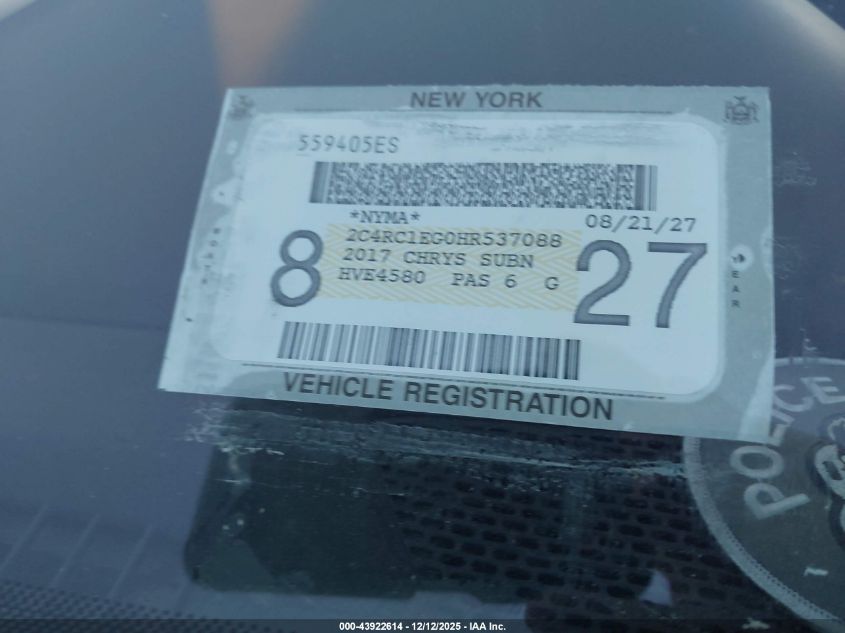 NEW YORK
559405ES
*NYMA* 08/21/27
2C4RC1EG0HR537088
2017 CHRYS SUBN
HVE4580 PAS 6 G
8 27
YEAR
VEHICLE REGISTRATION
POLICE
000-43922614 - 12/12/2025 - IAA Inc.